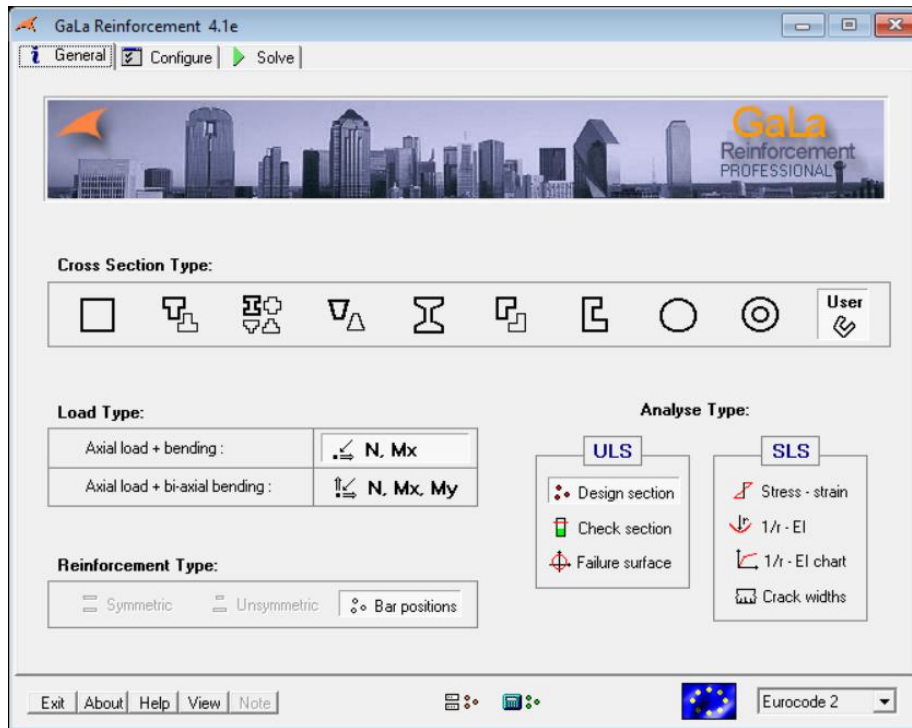 GaLa Reinforcement 4.1e
General Configure Solve
GaLa
Reinforcement
PROFESSIONAL
Cross Section Type:
User
Load Type:
Axial load + bending : N, Mx
Axial load + bi-axial bending : N, Mx, My
Reinforcement Type:
Symmetric Unsymmetric Bar positions
Analyse Type:
ULS
Design section
Check section
Failure surface
SLS
Stress - strain
1/r - EI
1/r - EI chart
Crack widths
Exit About Help View Note
Eurocode 2